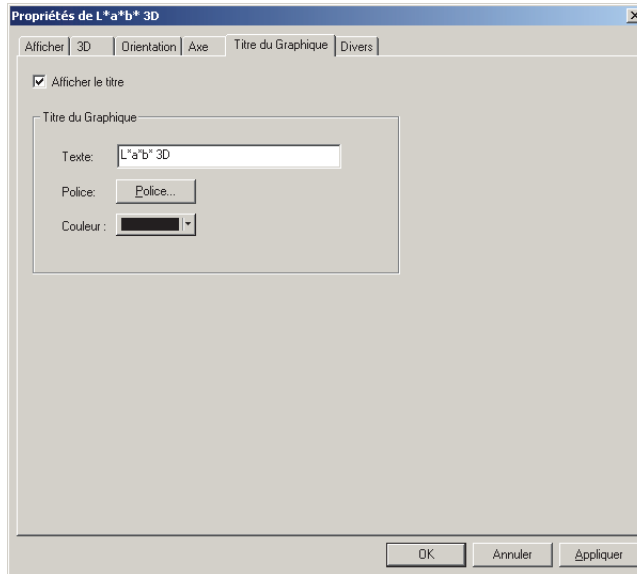 Propriétés de L*a*b* 3D
Afficher 3D Orientation Axe Titre du Graphique Divers
Afficher le titre
Titre du Graphique
Texte: L*a*b* 3D
Police: Police...
Couleur :
OK Annuler Appliquer